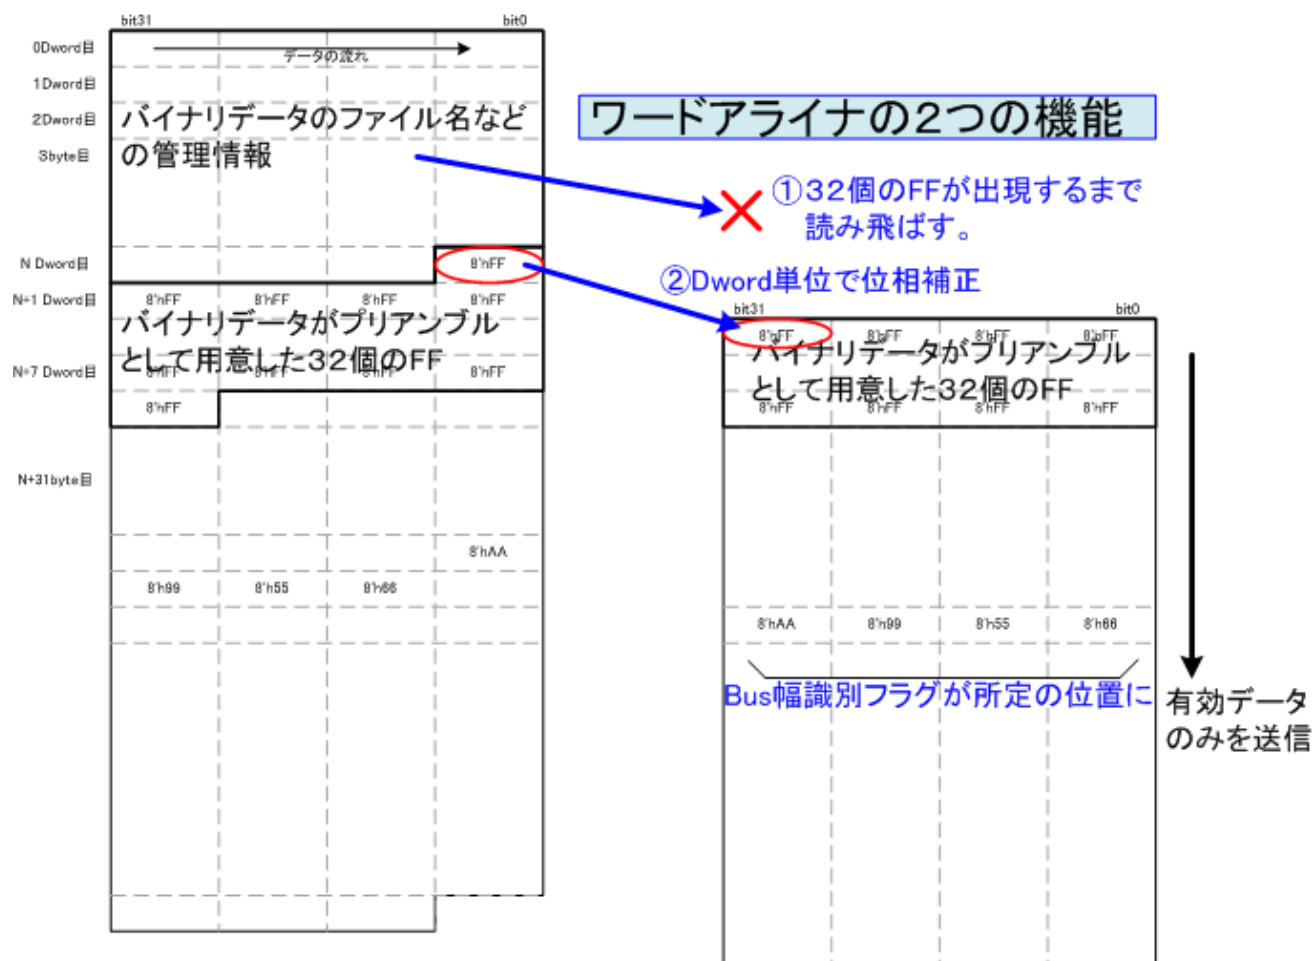 bit31 bit0
0Dword目
データの流れ
1Dword目
2Dword目
3byte目
バイナリデータのファイル名など
の管理情報
ワードアライナの2つの機能
①32個のFFが出現するまで
読み飛ばす。
N Dword目
8'hFF
②Dword単位で位相補正
N+1 Dword目
8'hFF 8'hFF 8'hFF 8'hFF
バイナリデータがプリアンブル
として用意した32個のFF
N+7 Dword目
8'hFF 8'hFF 8'hFF 8'hFF
8'hFF
N+31byte目
8'hAA
8'h99 8'h55 8'h66
bit31 bit0
8'hFF 8'hFF 8'hFF 8'hFF
バイナリデータがプリアンブル
として用意した32個のFF
8'hFF 8'hFF 8'hFF 8'hFF
8'hAA 8'h99 8'h55 8'h66
Bus幅識別フラグが所定の位置に
有効データ
のみを送信